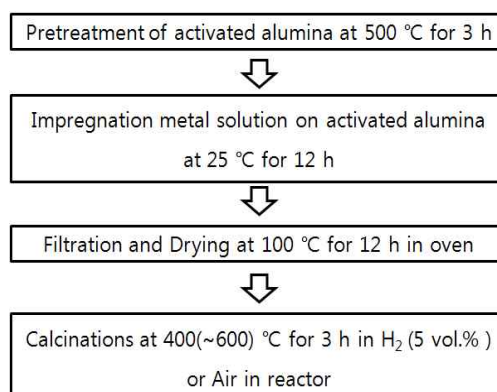 Pretreatment of activated alumina at 500 ℃ for 3 h
Impregnation metal solution on activated alumina
at 25 ℃ for 12 h
Filtration and Drying at 100 ℃ for 12 h in oven
Calcinations at 400(~600) ℃ for 3 h in H₂ (5 vol.% )
or Air in reactor